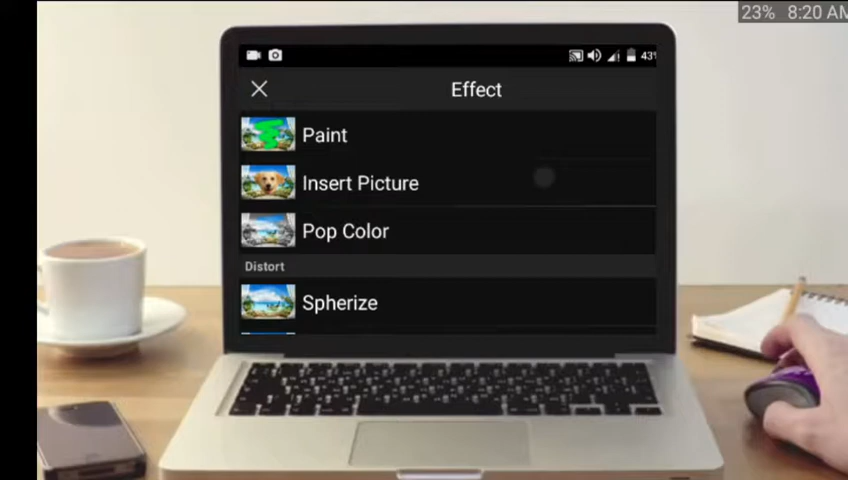 23% 8:20 AM
43%
Effect
Paint
Insert Picture
Pop Color
Distort
Spherize